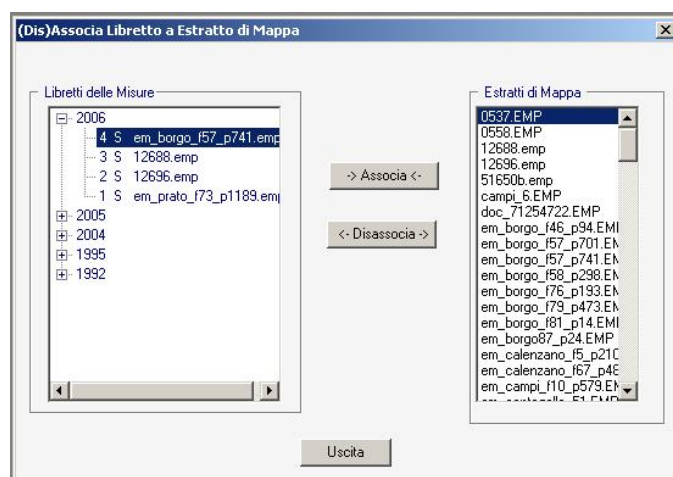 (Dis)Associa Libretto a Estratto di Mappa
Libretti delle Misure
2006
4 S em_borgo_f57_p741.emp
3 S 12688.emp
2 S 12696.emp
1 S em_prato_f73_p1189.em
2005
2004
1995
1992
-> Associa <-
<- Disassocia ->
Estratti di Mappa
0537.EMP
0558.EMP
12688.emp
12696.emp
51650b.emp
campi_6.EMP
doc_71254722.EMP
em_borgo_f46_p94.EM
em_borgo_f57_p701.E
em_borgo_f57_p741.E
em_borgo_f58_p298.E
em_borgo_f76_p193.E
em_borgo_f79_p473.E
em_borgo_f81_p14.EM
em_borgo87_p24.EMP
em_calenzano_f5_p210
em_calenzano_f67_p48
em_campi_f10_p579.E
Uscita